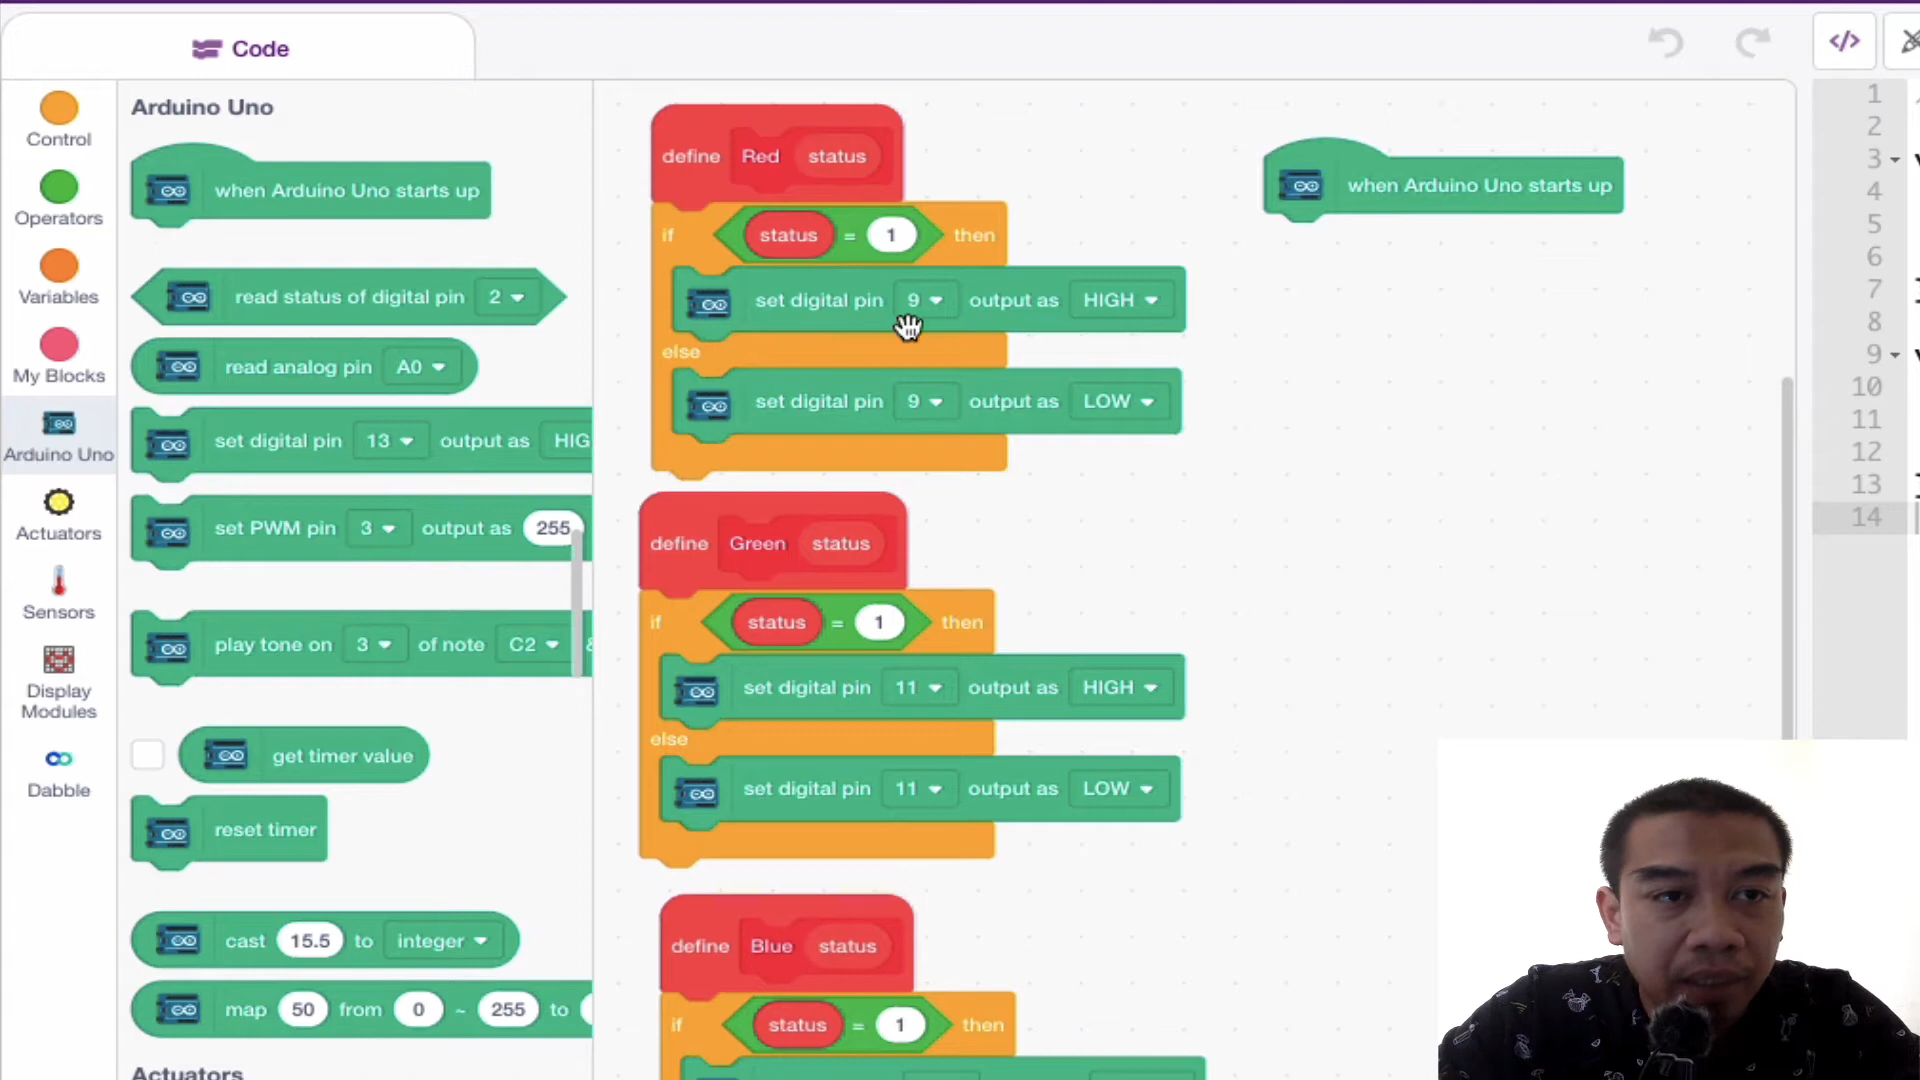 Code
</>
Control
Operators
Variables
My Blocks
Arduino Uno
Actuators
Sensors
Display
Modules
Dabble
Arduino Uno
when Arduino Uno starts up
read status of digital pin 2
read analog pin A0
set digital pin 13 output as HIG
set PWM pin 3 output as 255
play tone on 3 of note C2
get timer value
reset timer
cast 15.5 to integer
map 50 from 0 ~ 255 to
Actuators
define Red status
if status = 1 then
set digital pin 9 output as HIGH
else
set digital pin 9 output as LOW
define Green status
if status = 1 then
set digital pin 11 output as HIGH
else
set digital pin 11 output as LOW
define Blue status
if status = 1 then
when Arduino Uno starts up
1
2
3
4
5
6
7
8
9
10
11
12
13
14